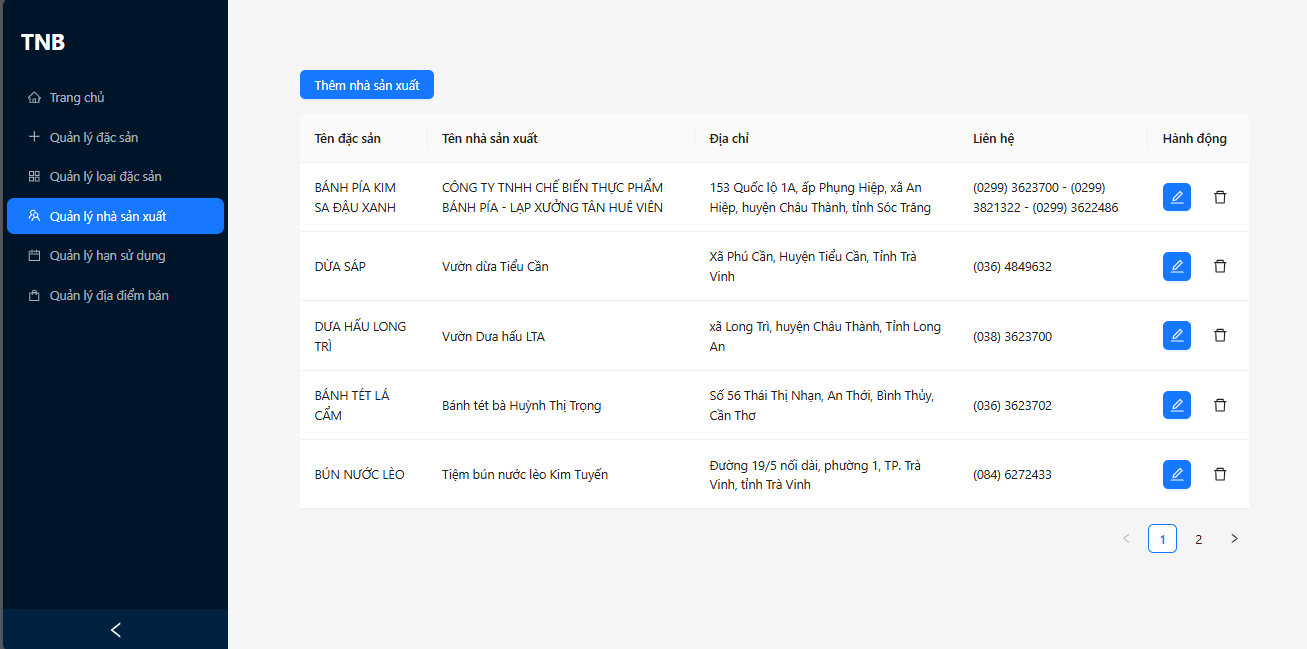 TNB
Trang chủ
Quản lý đặc sản
Quản lý loại đặc sản
Quản lý nhà sản xuất
Quản lý hạn sử dụng
Quản lý địa điểm bán
Thêm nhà sản xuất
Tên đặc sản Tên nhà sản xuất Địa chỉ Liên hệ Hành động
BÁNH PÍA KIM
SA ĐẬU XANH
CÔNG TY TNHH CHẾ BIẾN THỰC PHẨM
BÁNH PÍA - LẠP XƯỞNG TÂN HUÊ VIÊN
153 Quốc lộ 1A, ấp Phụng Hiệp, xã An
Hiệp, huyện Châu Thành, tỉnh Sóc Trăng
(0299) 3623700 - (0299)
3821322 - (0299) 3622486
DỪA SÁP
Vườn dừa Tiểu Cần
Xã Phú Cần, Huyện Tiểu Cần, Tỉnh Trà
Vinh
(036) 4849632
DƯA HẤU LONG
TRÌ
Vườn Dưa hấu LTA
xã Long Trì, huyện Châu Thành, Tỉnh Long
An
(038) 3623700
BÁNH TÉT LÁ
CẨM
Bánh tét bà Huỳnh Thị Trọng
Số 56 Thái Thị Nhạn, An Thới, Bình Thủy,
Cần Thơ
(036) 3623702
BÚN NƯỚC LÈO
Tiệm bún nước lèo Kim Tuyến
Đường 19/5 nối dài, phường 1, TP. Trà
Vinh, tỉnh Trà Vinh
(084) 6272433
1 2